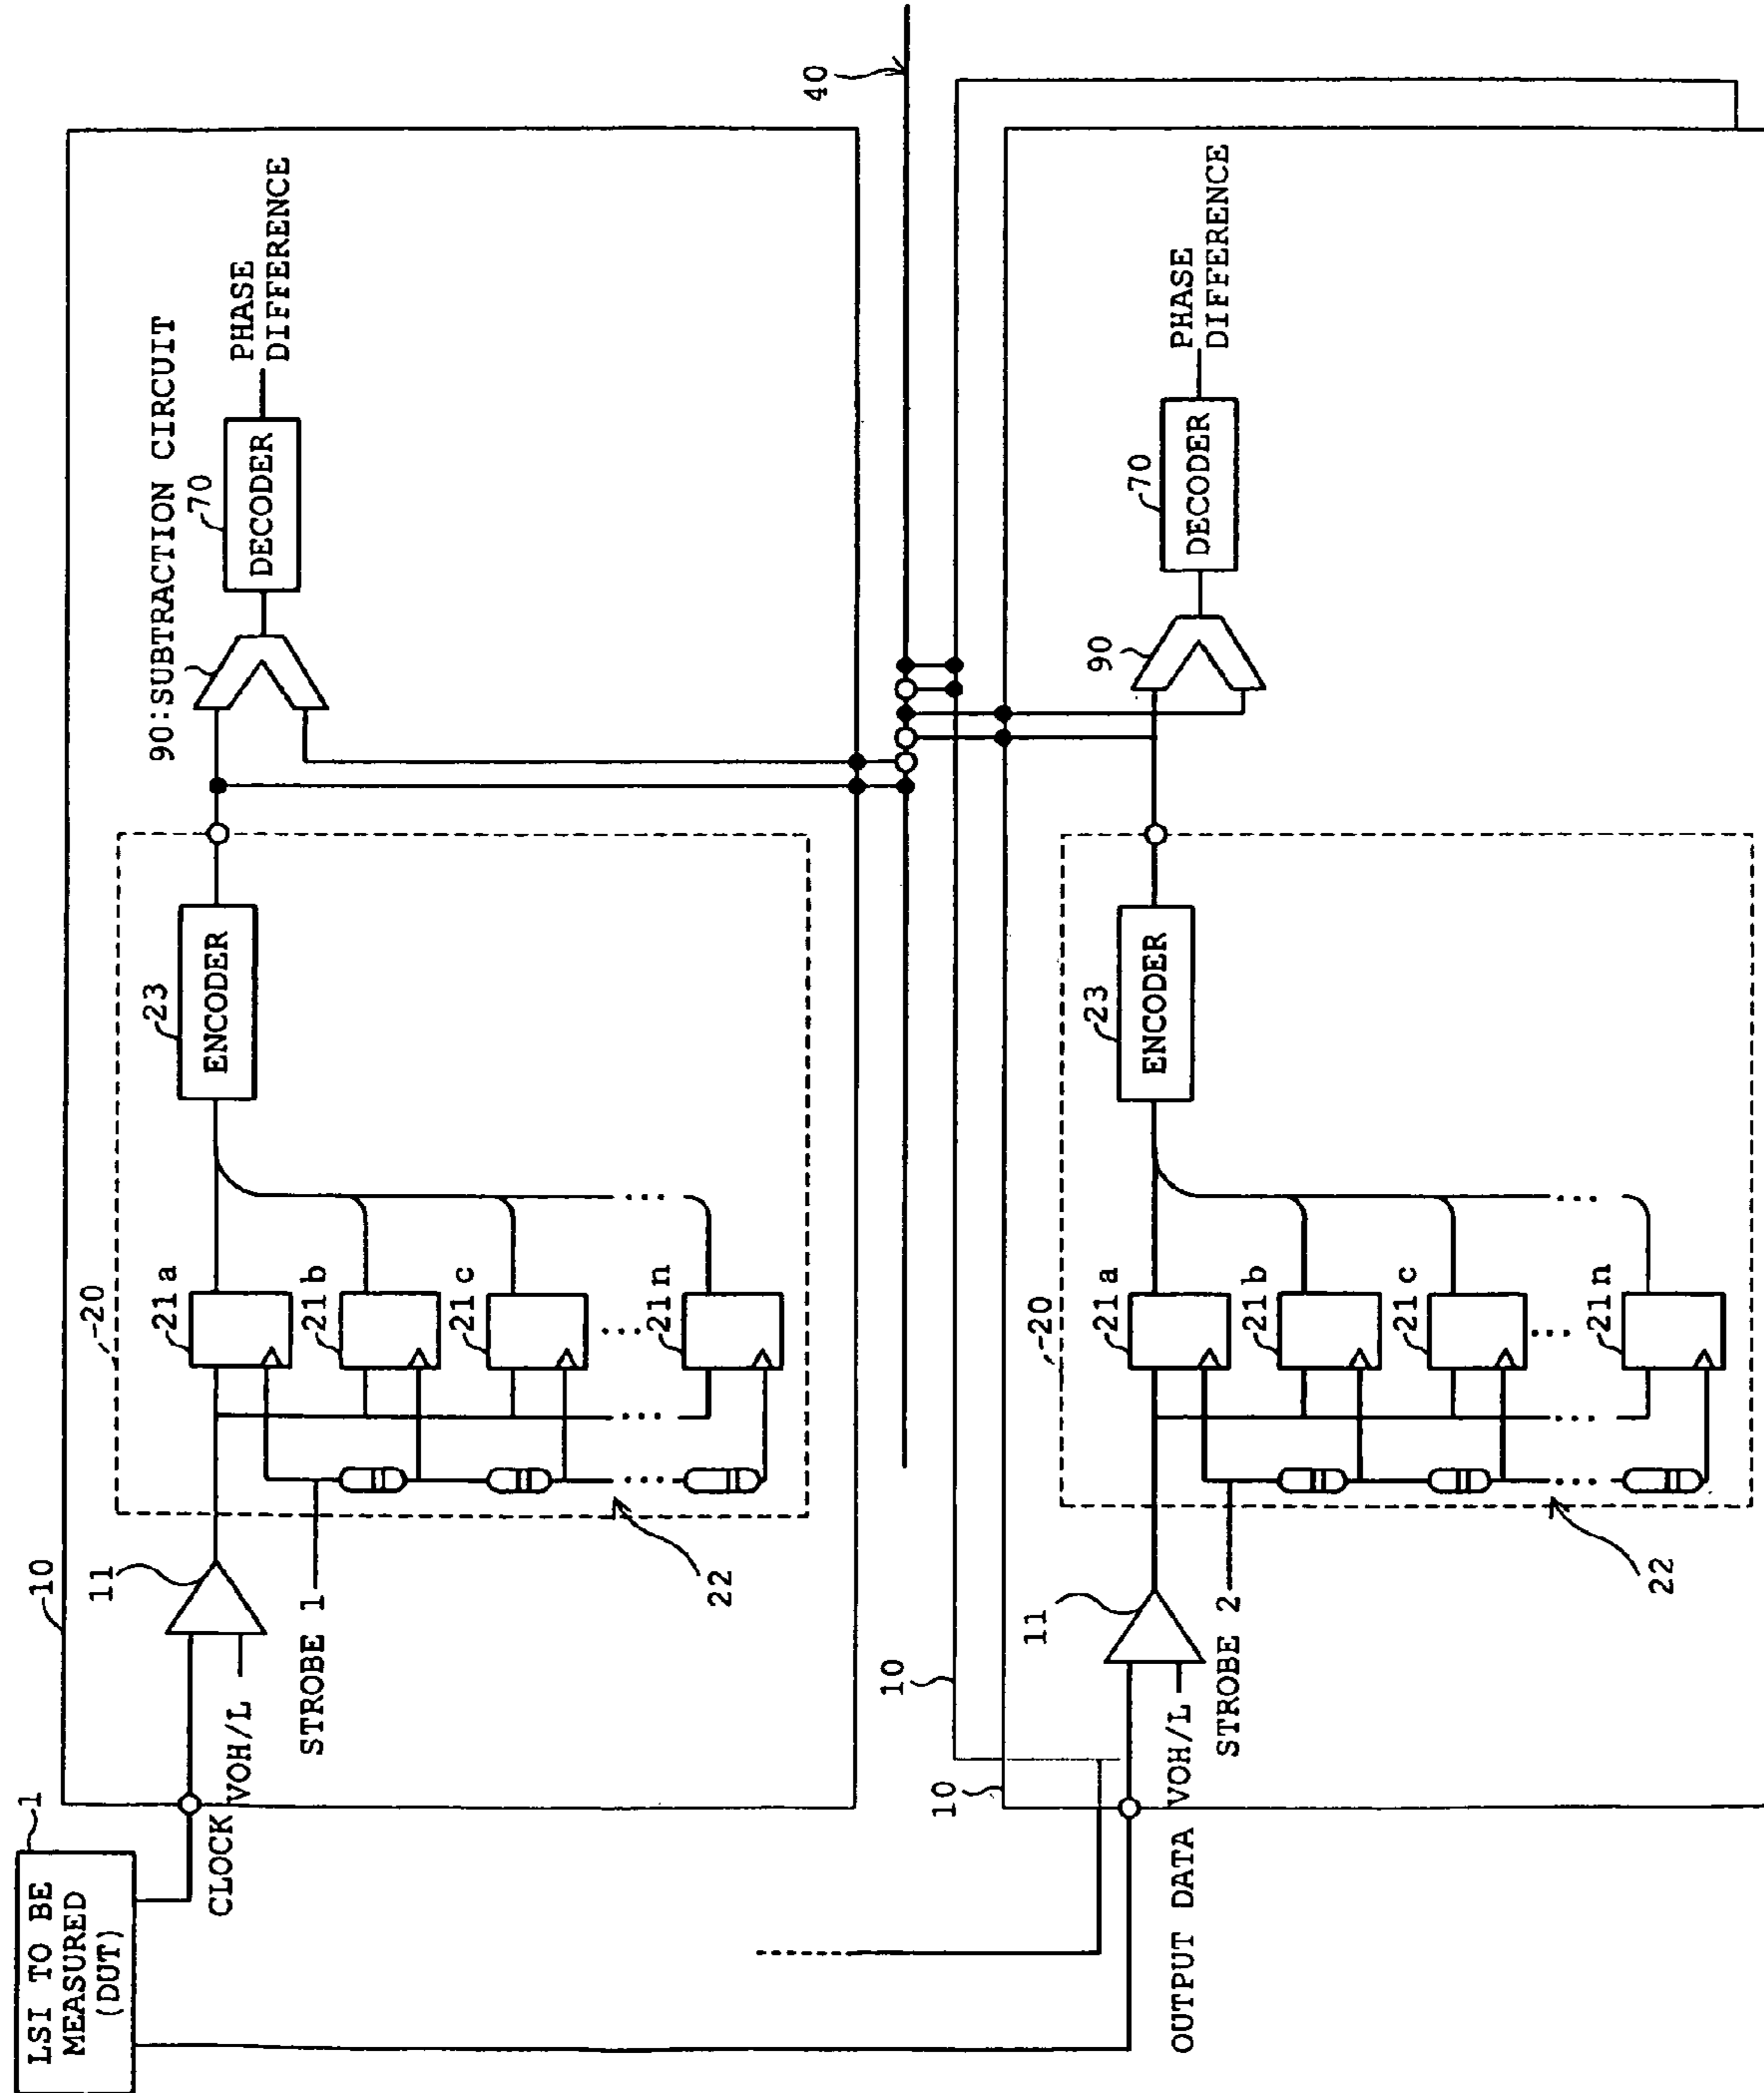 LSI TO BE
MEASURED
(DUT)
1
CLOCK
10
11
VOH/L
STROBE 1
22
20
21a
21b
21c
...
21n
...
...
...
23
ENCODER
90:SUBTRACTION CIRCUIT
70
DECODER
PHASE
DIFFERENCE
40
10
10
OUTPUT DATA
11
VOH/L
STROBE 2
22
20
21a
21b
21c
...
21n
...
...
...
23
ENCODER
90
70
DECODER
PHASE
DIFFERENCE